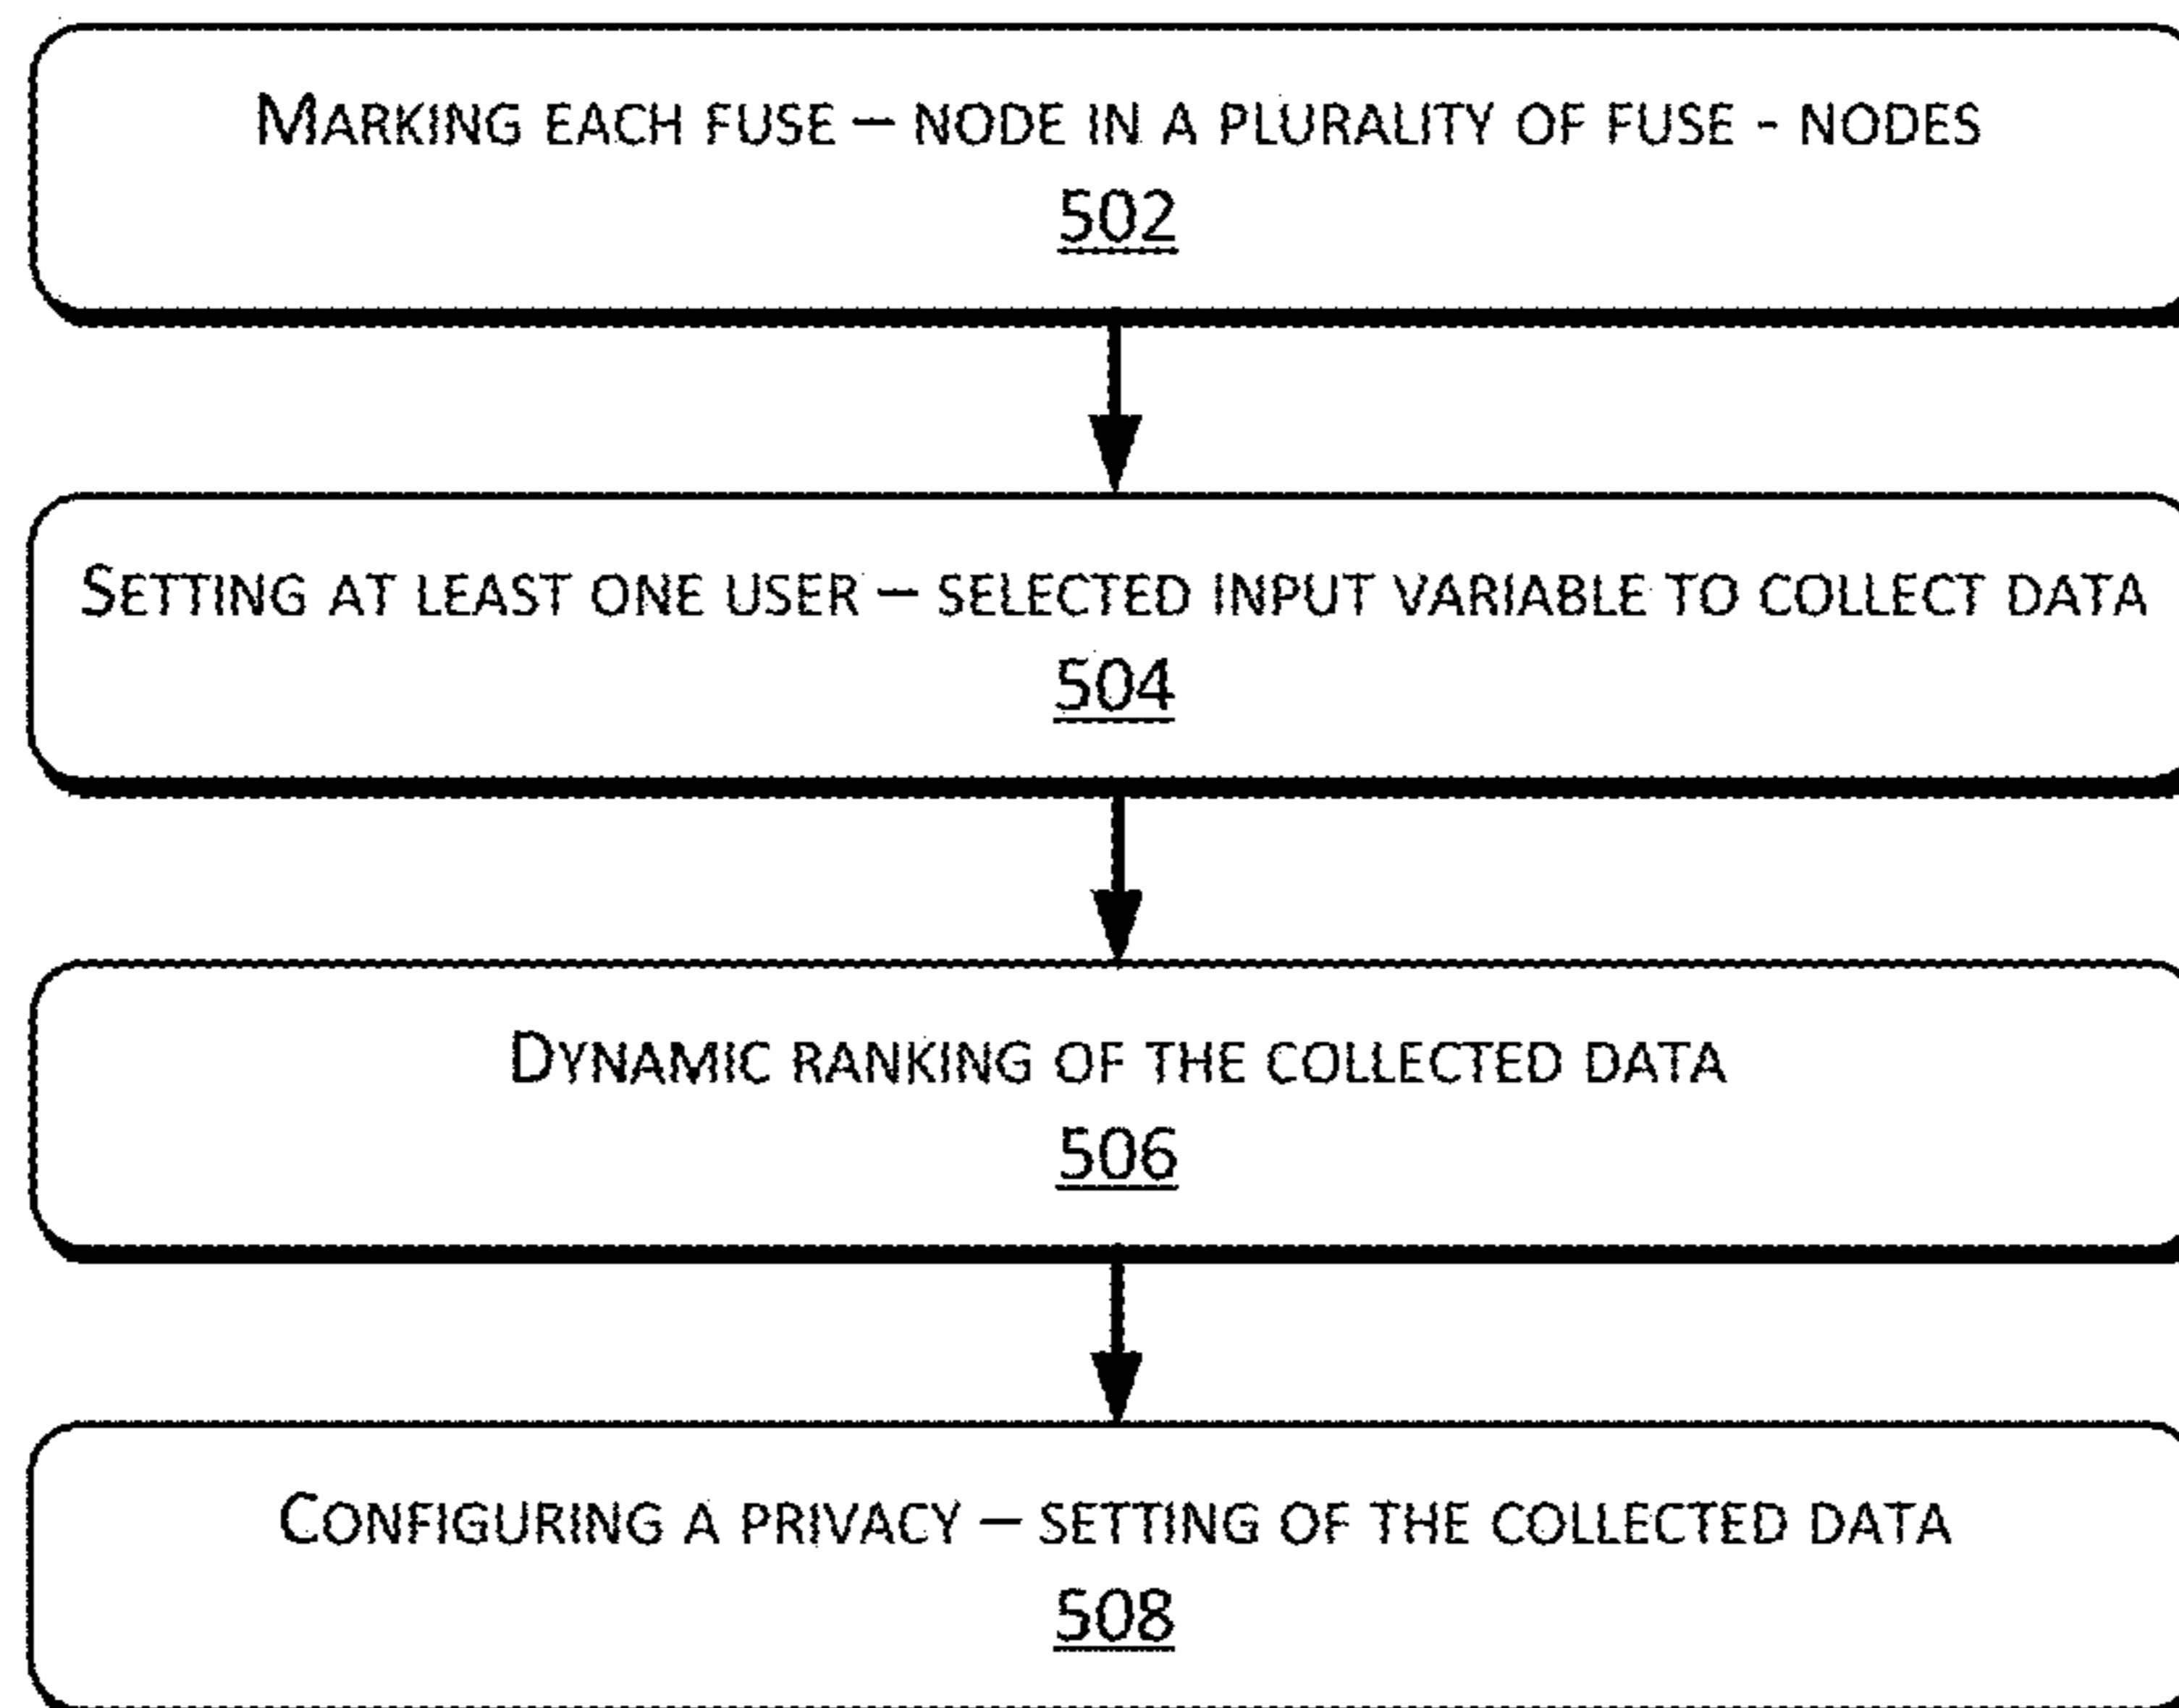 MARKING EACH FUSE – NODE IN A PLURALITY OF FUSE - NODES
502
SETTING AT LEAST ONE USER – SELECTED INPUT VARIABLE TO COLLECT DATA
504
DYNAMIC RANKING OF THE COLLECTED DATA
506
CONFIGURING A PRIVACY – SETTING OF THE COLLECTED DATA
508